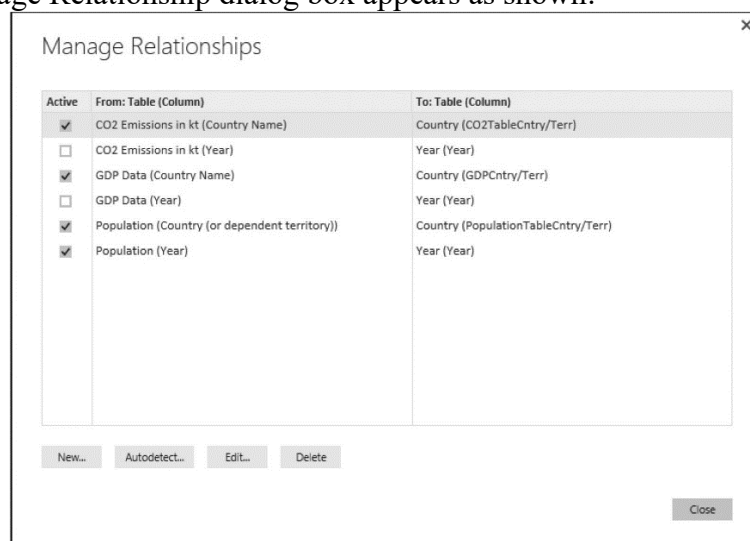 age Relationship dialog box appears as shown.
Manage Relationships
Active From: Table (Column) To: Table (Column)
CO2 Emissions in kt (Country Name) Country (CO2TableCntry/Terr)
CO2 Emissions in kt (Year) Year (Year)
GDP Data (Country Name) Country (GDPCntry/Terr)
GDP Data (Year) Year (Year)
Population (Country (or dependent territory)) Country (PopulationTableCntry/Terr)
Population (Year) Year (Year)
New... Autodetect... Edit... Delete
Close